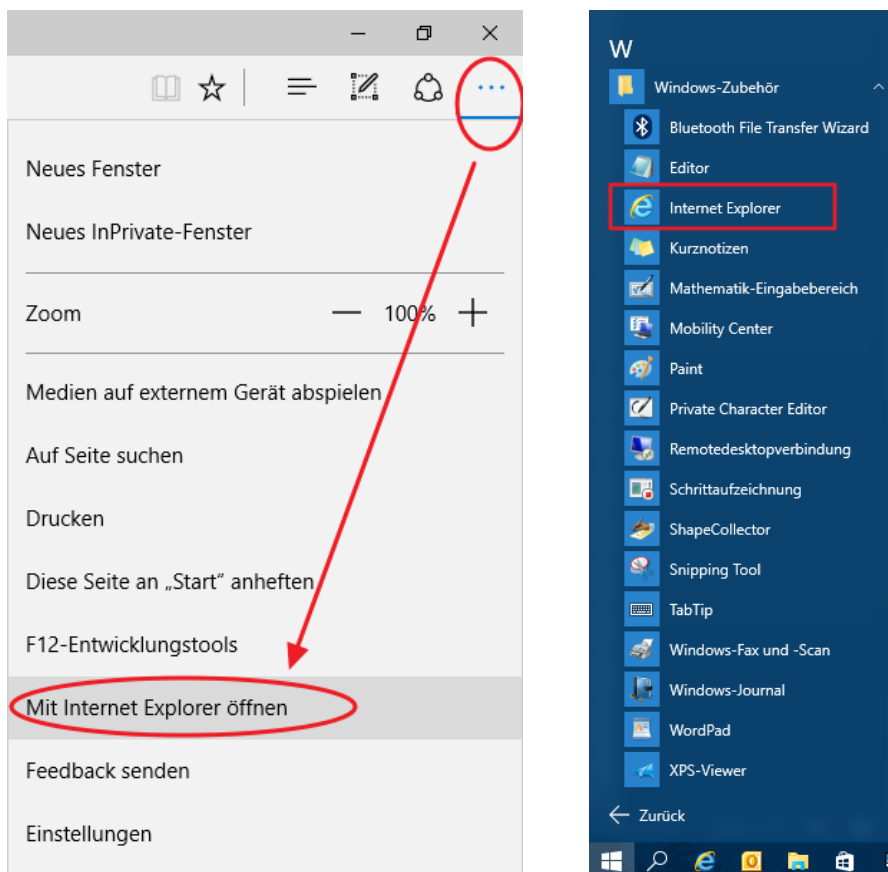 Neues Fenster
Neues InPrivate-Fenster
Zoom 100%
Medien auf externem Gerät abspielen
Auf Seite suchen
Drucken
Diese Seite an „Start“ anheften
F12-Entwicklungstools
Mit Internet Explorer öffnen
Feedback senden
Einstellungen
W
Windows-Zubehör
Bluetooth File Transfer Wizard
Editor
Internet Explorer
Kurznotizen
Mathematik-Eingabebereich
Mobility Center
Paint
Private Character Editor
Remotedesktopverbindung
Schrittaufzeichnung
ShapeCollector
Snipping Tool
TabTip
Windows-Fax und -Scan
Windows-Journal
WordPad
XPS-Viewer
Zurück